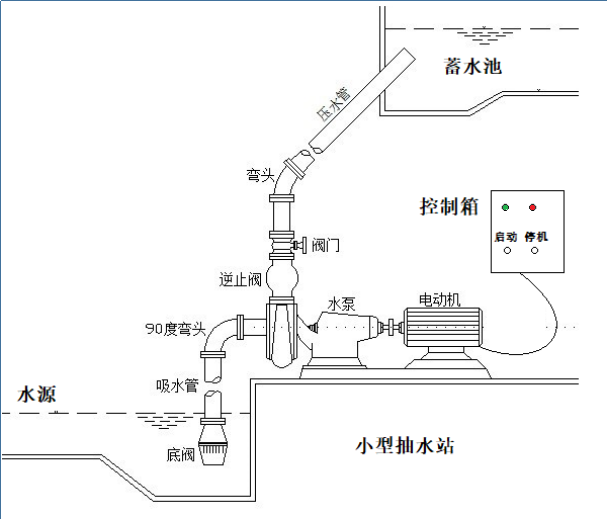 蓄水池
压水管
弯头
控制箱
启动 停机
阀门
逆止阀
水泵
电动机
90度弯头
吸水管
水源
底阀
小型抽水站